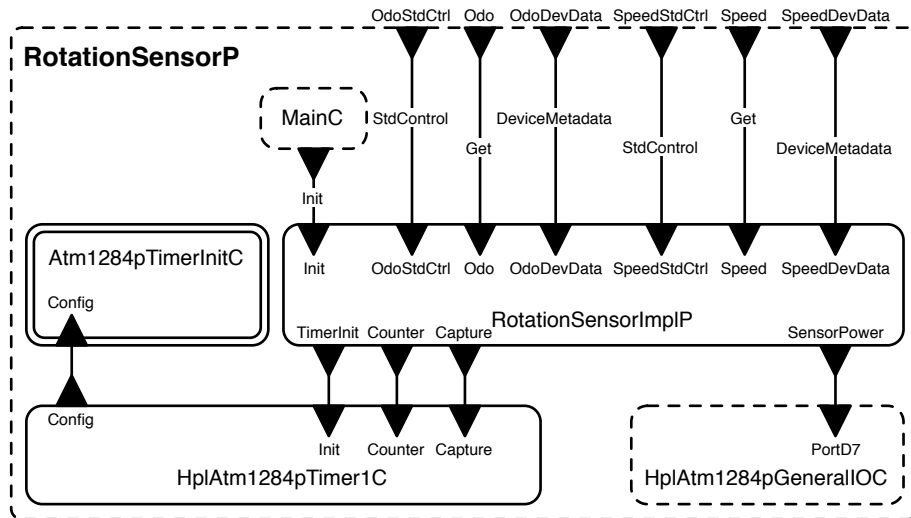 OdoStdCtrl Odo OdoDevData SpeedStdCtrl Speed SpeedDevData
RotationSensorP
MainC
StdControl
DeviceMetadata
Get
Get
StdControl
DeviceMetadata
Init
Atm1284pTimerInitC
Config
Init OdoStdCtrl Odo OdoDevData SpeedStdCtrl Speed SpeedDevData
RotationSensorImplP
TimerInit Counter Capture SensorPower
Config
Init Counter Capture
HplAtm1284pTimer1C
PortD7
HplAtm1284pGeneralIOC